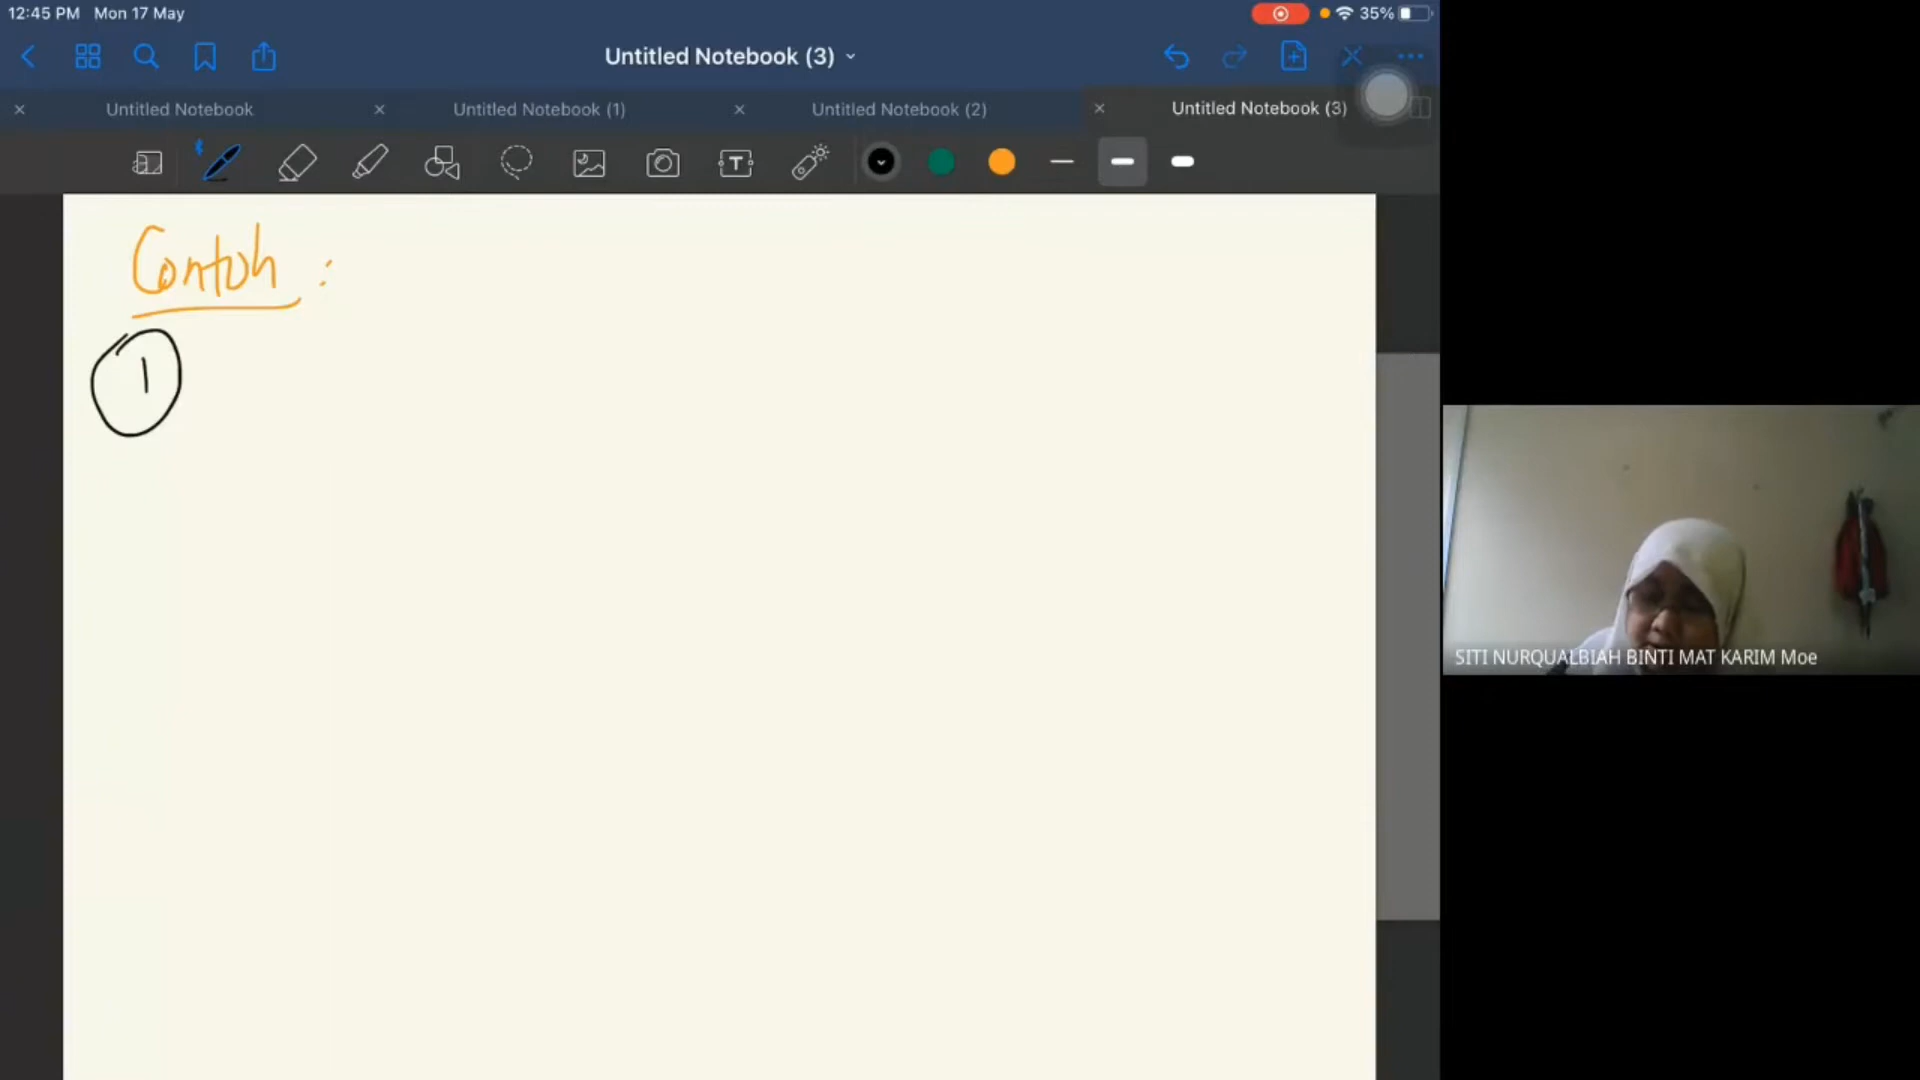 12:45 PM Mon 17 May
35%
Untitled Notebook (3)
Untitled Notebook
Untitled Notebook (1)
Untitled Notebook (2)
Untitled Notebook (3)
T
Contoh :
1
SITI NURQUALBIAH BINTI MAT KARIM Moe